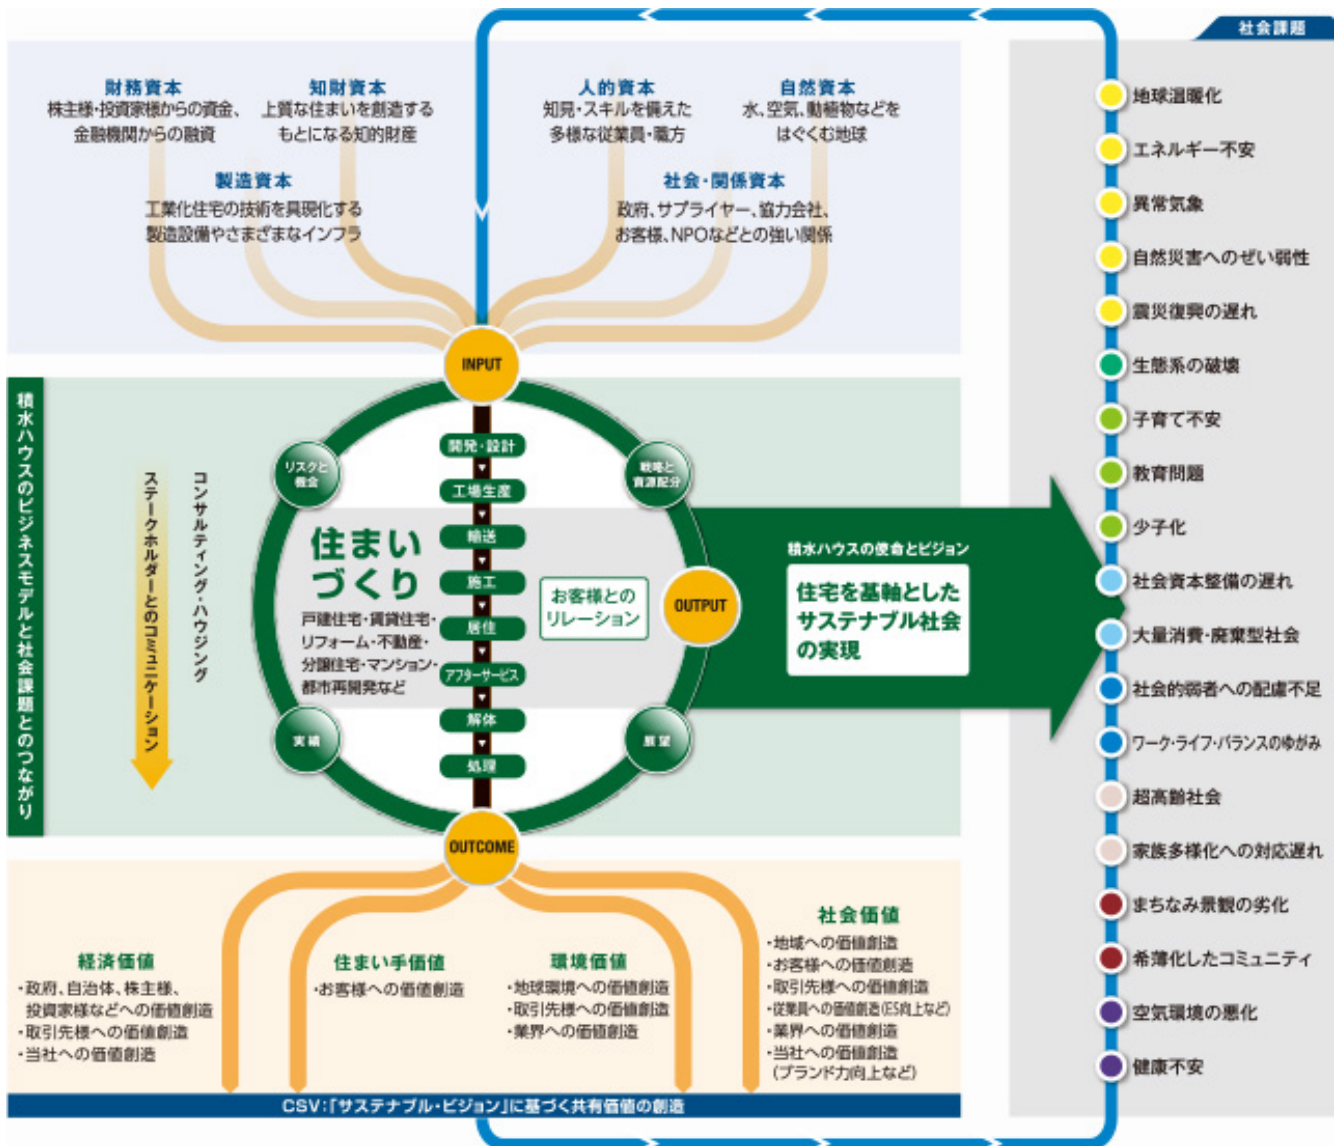 社会課題
財務資本
株主様・投資家様からの資金、
金融機関からの融資
知財資本
上質な住まいを創造する
もとになる知的財産
人的資本
知見・スキルを備えた
多様な従業員・職方
自然資本
水、空気、動植物などを
はぐくむ地球
製造資本
工業化住宅の技術を具現化する
製造設備やさまざまなインフラ
社会・関係資本
政府、サプライヤー、協力会社、
お客様、NPOなどとの強い関係
INPUT
積水ハウスのビジネスモデルと社会課題とのつながり
コンサルティング・ハウジング
ステークホルダーとのコミュニケーション
リスクと
機会
戦略と
資源配分
実績
展望
住まい
づくり
戸建住宅・賃貸住宅・
リフォーム・不動産・
分譲住宅・マンション・
都市再開発など
開発・設計
工場生産
輸送
施工
居住
アフターサービス
解体
処理
お客様との
リレーション
OUTPUT
積水ハウスの使命とビジョン
住宅を基軸とした
サステナブル社会
の実現
OUTCOME
経済価値
・政府、自治体、株主様、
投資家様などへの価値創造
・取引先様への価値創造
・当社への価値創造
住まい手価値
・お客様への価値創造
環境価値
・地球環境への価値創造
・取引先様への価値創造
・業界への価値創造
社会価値
・地域への価値創造
・お客様への価値創造
・取引先様への価値創造
・従業員への価値創造(ES向上など)
・業界への価値創造
・当社への価値創造
(ブランド力向上など)
CSV:「サステナブル・ビジョン」に基づく共有価値の創造
地球温暖化
エネルギー不安
異常気象
自然災害へのぜい弱性
震災復興の遅れ
生態系の破壊
子育て不安
教育問題
少子化
社会資本整備の遅れ
大量消費・廃棄型社会
社会的弱者への配慮不足
ワーク・ライフ・バランスのゆがみ
超高齢社会
家族多様化への対応遅れ
まちなみ景観の劣化
希薄化したコミュニティ
空気環境の悪化
健康不安